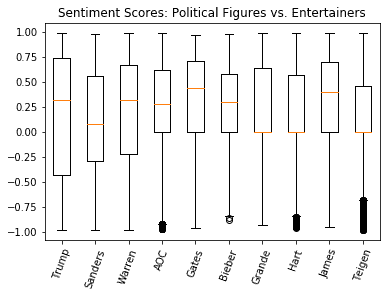 Sentiment Scores: Political Figures vs. Entertainers
1.00
0.75
0.50
0.25
0.00
−0.25
−0.50
−0.75
−1.00
Trump
Sanders
Warren
AOC
Gates
Bieber
Grande
Hart
James
Teigen